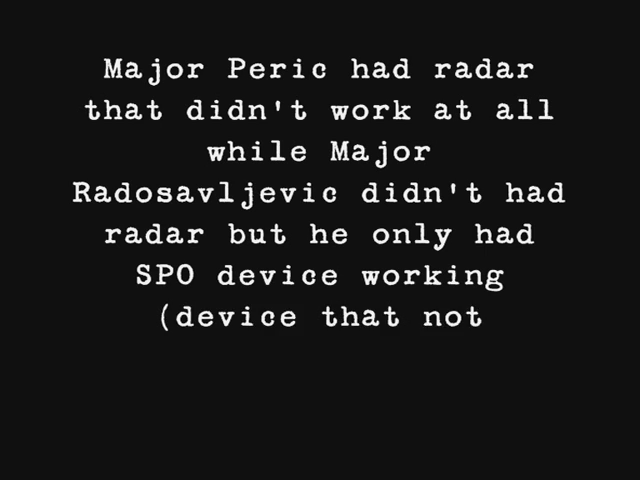 Major Peric had radar
that didn't work at all
while Major
Radosavljevic didn't had
radar but he only had
SPO device working
(device that not